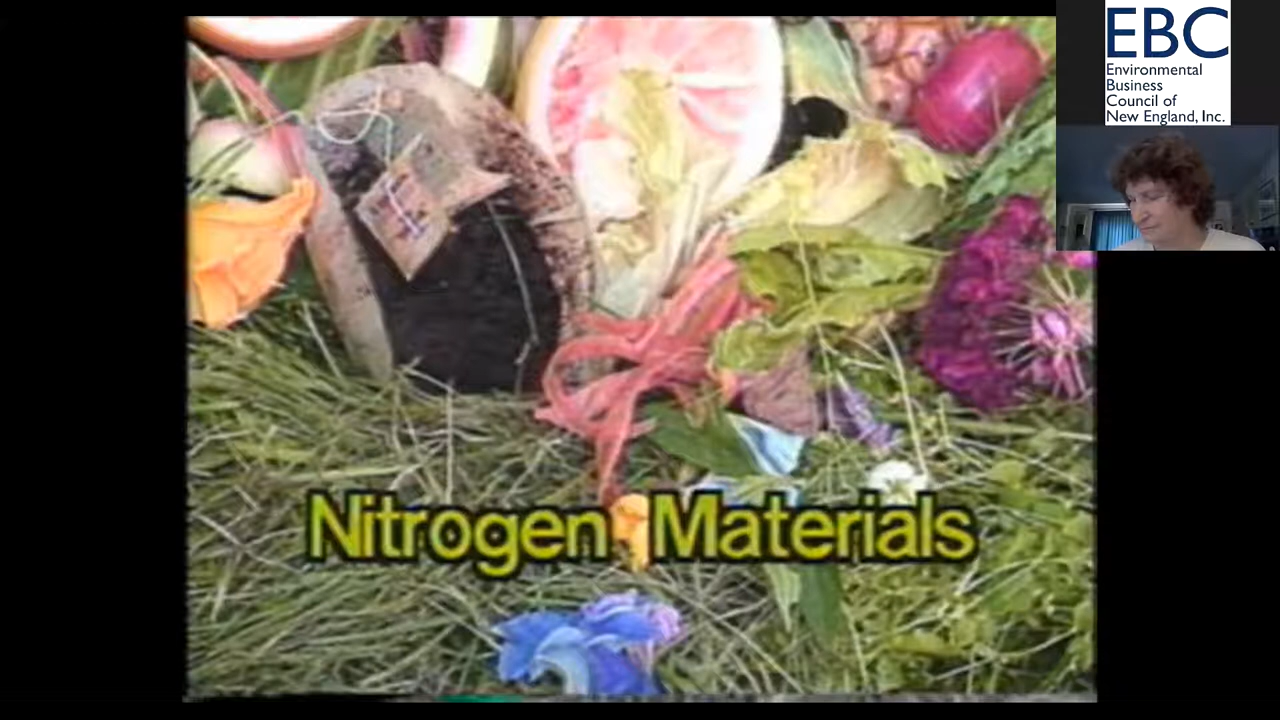 EBC
Environmental
Business
Council of
New England, Inc.
Nitrogen Materials